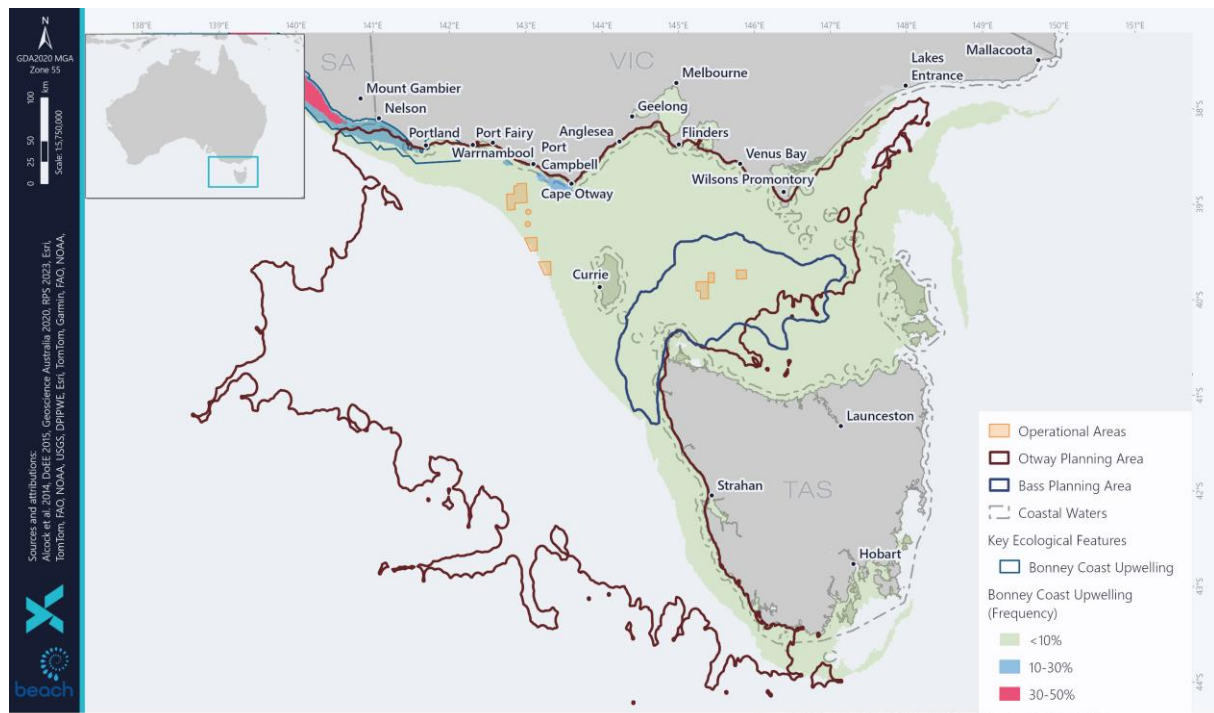 N
GDA2020 MGA
Zone 55
0 25 50 100
km
Scale: 1:5,750,000
Sources and attributions:
Alcock et al. 2014, DoEE 2015, Geoscience Australia 2020, RPS 2023, Esri,
TomTom, FAO, NOAA, USGS, DPIPWE, Esri, TomTom, Garmin, FAO, NOAA,
beach
138°E 139°E 140°E 141°E 142°E 143°E 144°E 145°E 146°E 147°E 148°E 149°E 150°E 151°E
38°S
39°S
40°S
41°S
42°S
43°S
44°S
SA
VIC
TAS
Mallacoota
Lakes
Entrance
Melbourne
Mount Gambier
Nelson
Geelong
Portland
Port Fairy
Anglesea
Flinders
Warrnambool
Port
Campbell
Venus Bay
Cape Otway
Wilsons Promontory
Currie
Launceston
Strahan
Hobart
Operational Areas
Otway Planning Area
Bass Planning Area
Coastal Waters
Key Ecological Features
Bonney Coast Upwelling
Bonney Coast Upwelling
(Frequency)
<10%
10-30%
30-50%